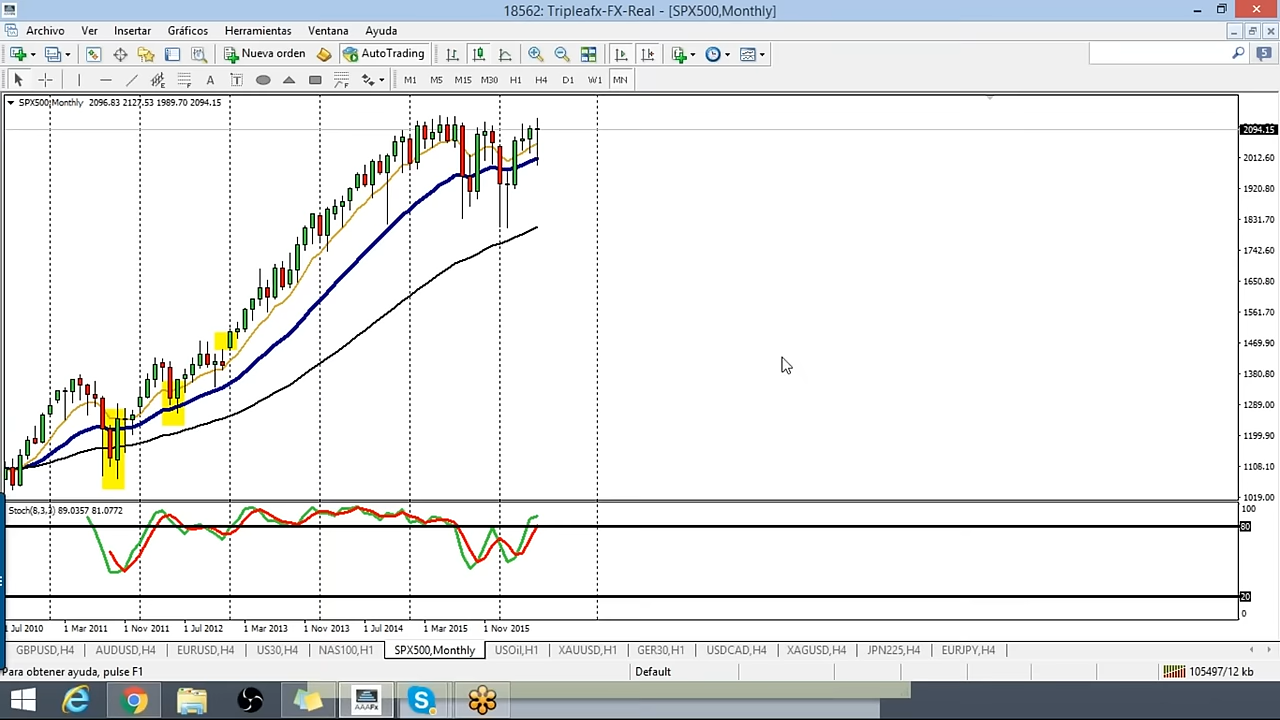 18562: Tripleafx-FX-Real - [SPX500,Monthly]
Archivo Ver Insertar Gráficos Herramientas Ventana Ayuda
Nueva orden AutoTrading 5
A T F M1 M5 M15 M30 H1 H4 D1 W1 MN
SPX500,Monthly 2096.83 2127.53 1989.70 2094.15
2094.15
2012.60
1920.80
1831.70
1742.60
1650.80
1561.70
1469.90
1380.80
1289.00
1199.90
1108.10
1019.00
Stoch(8,3,3) 89.0357 81.0772
100
80
20
0
Jul 2010 1 Mar 2011 1 Nov 2011 1 Jul 2012 1 Mar 2013 1 Nov 2013 1 Jul 2014 1 Mar 2015 1 Nov 2015
GBPUSD,H4 AUDUSD,H4 EURUSD,H4 US30,H4 NAS100,H1 SPX500,Monthly USOil,H1 XAUUSD,H1 GER30,H1 USDCAD,H4 XAGUSD,H4 JPN225,H4 EURJPY,H4
Para obtener ayuda, pulse F1 Default 105497/12 kb
AAAFx